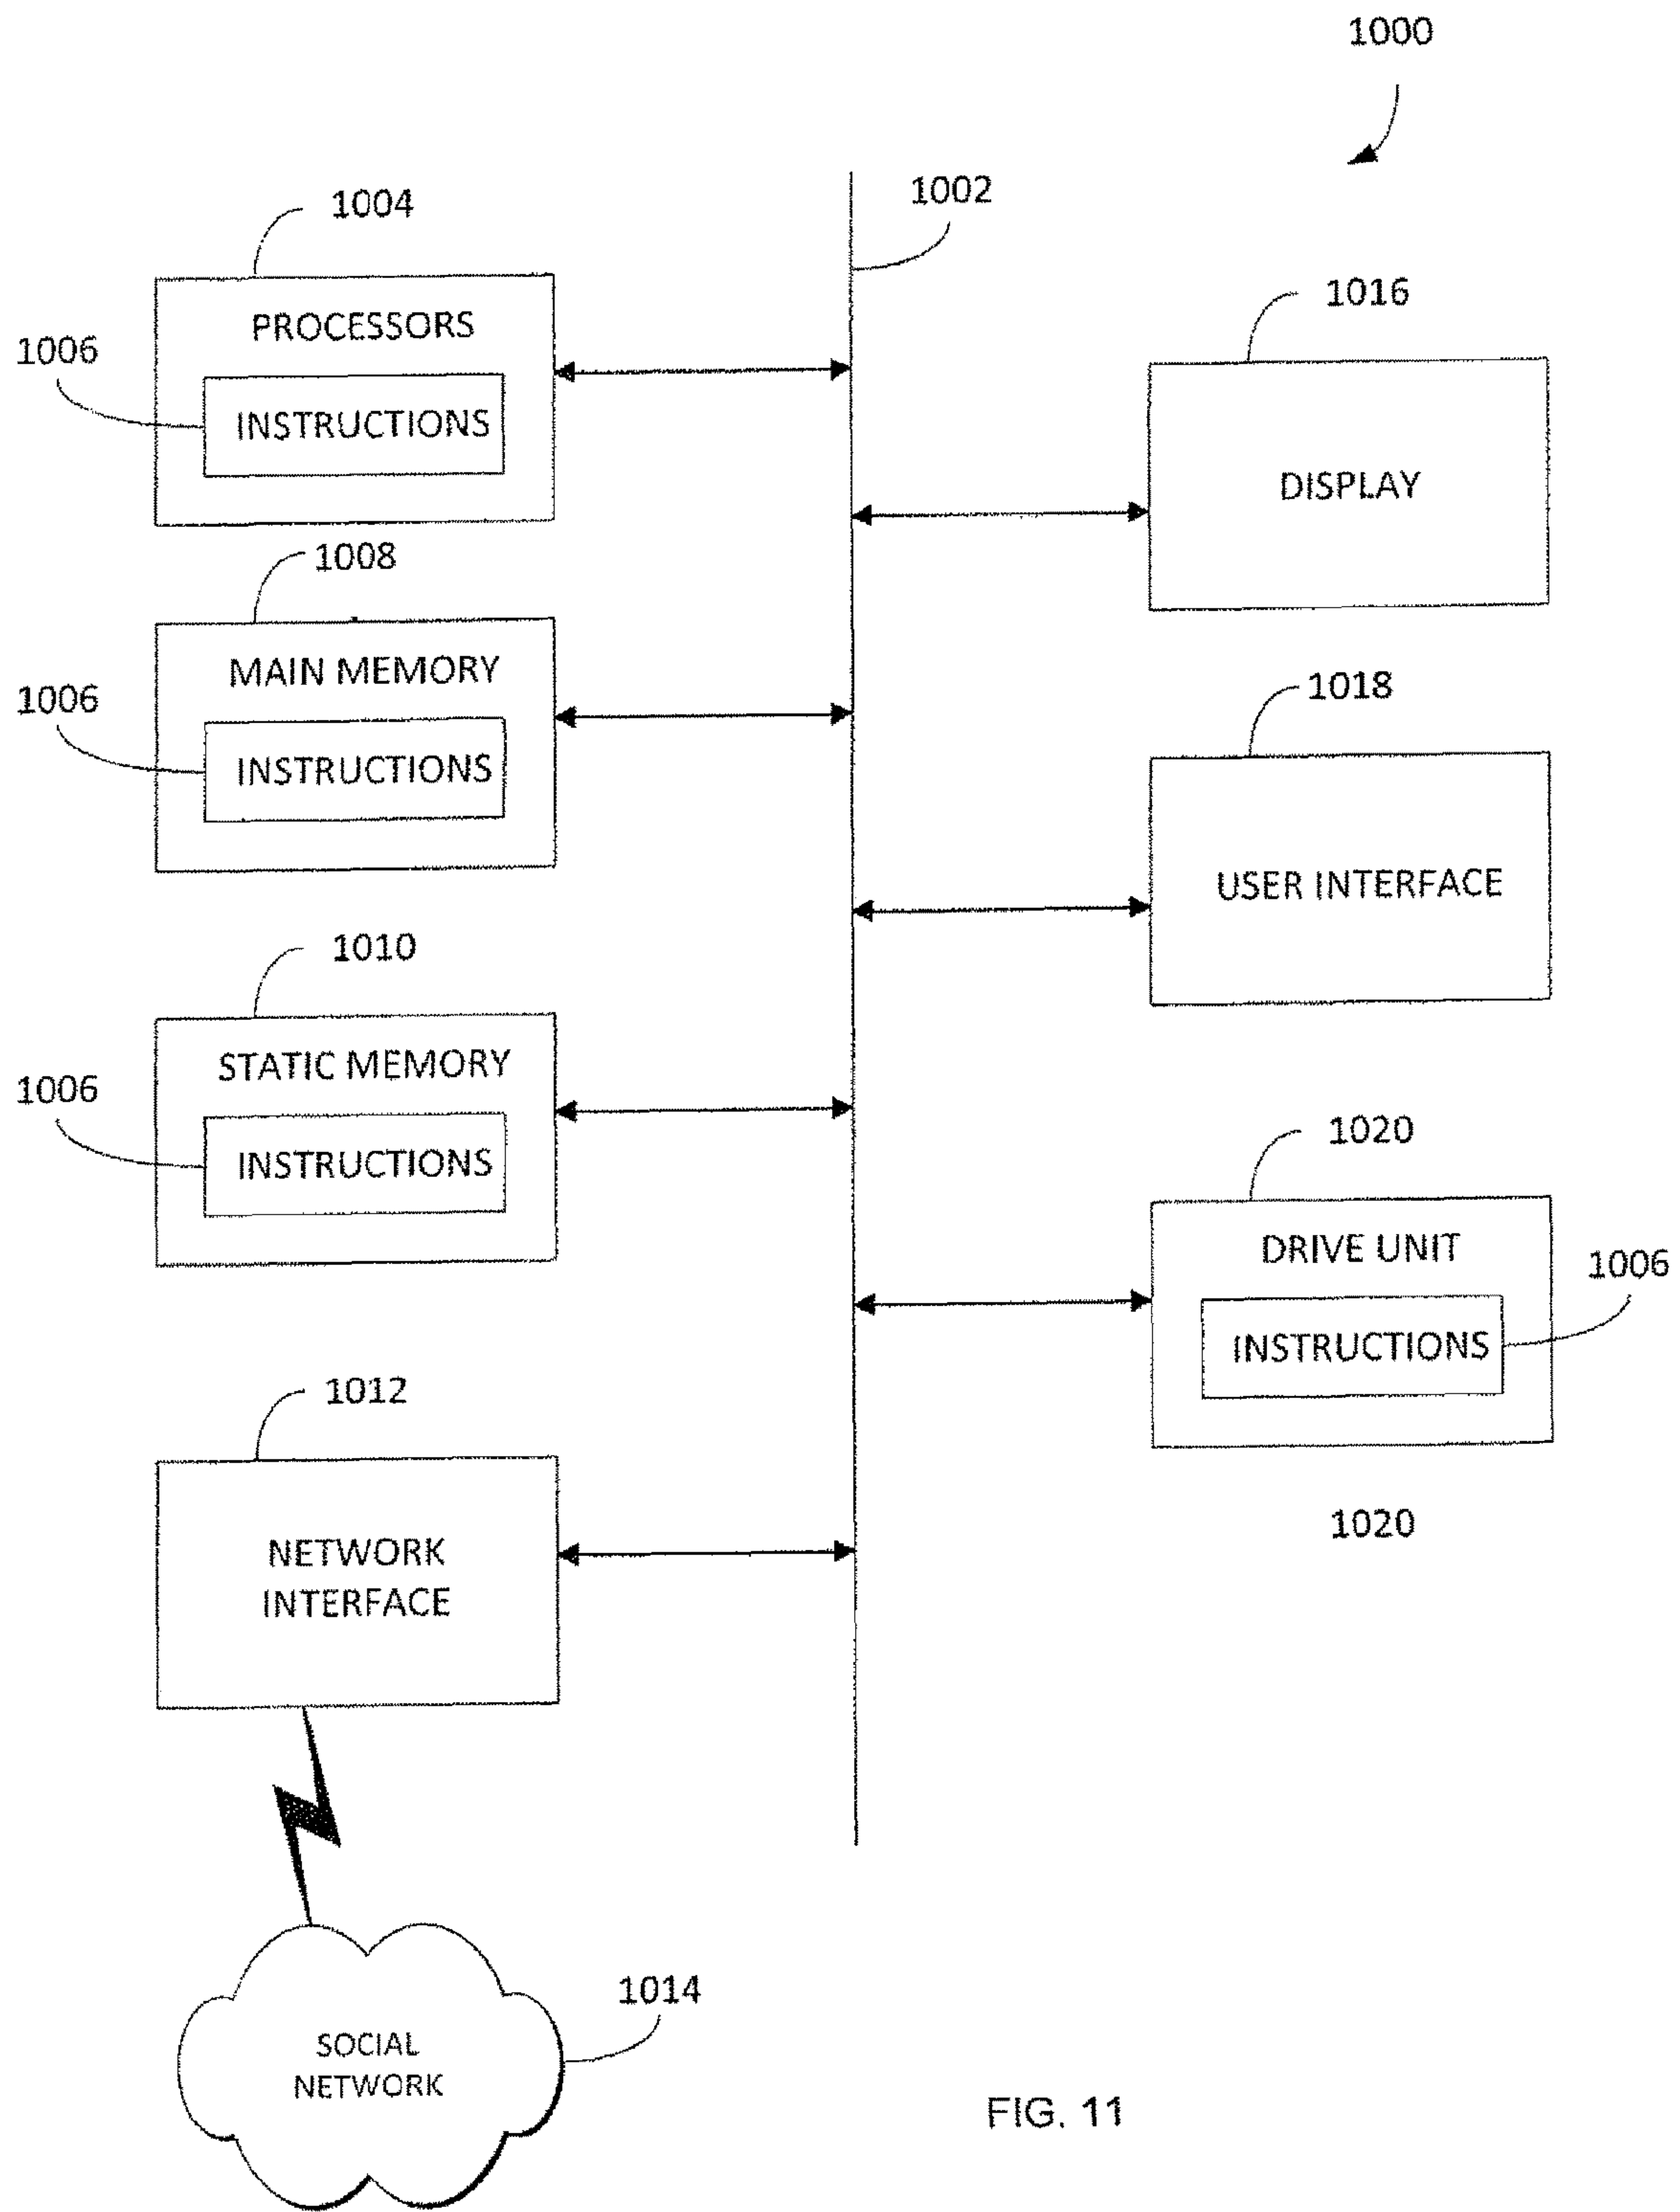 1000
1002
1004
PROCESSORS
1006
INSTRUCTIONS
1016
DISPLAY
1008
MAIN MEMORY
1006
INSTRUCTIONS
1018
USER INTERFACE
1010
STATIC MEMORY
1006
INSTRUCTIONS
1020
DRIVE UNIT
1006
INSTRUCTIONS
1012
NETWORK
INTERFACE
1020
1014
SOCIAL
NETWORK
FIG. 11